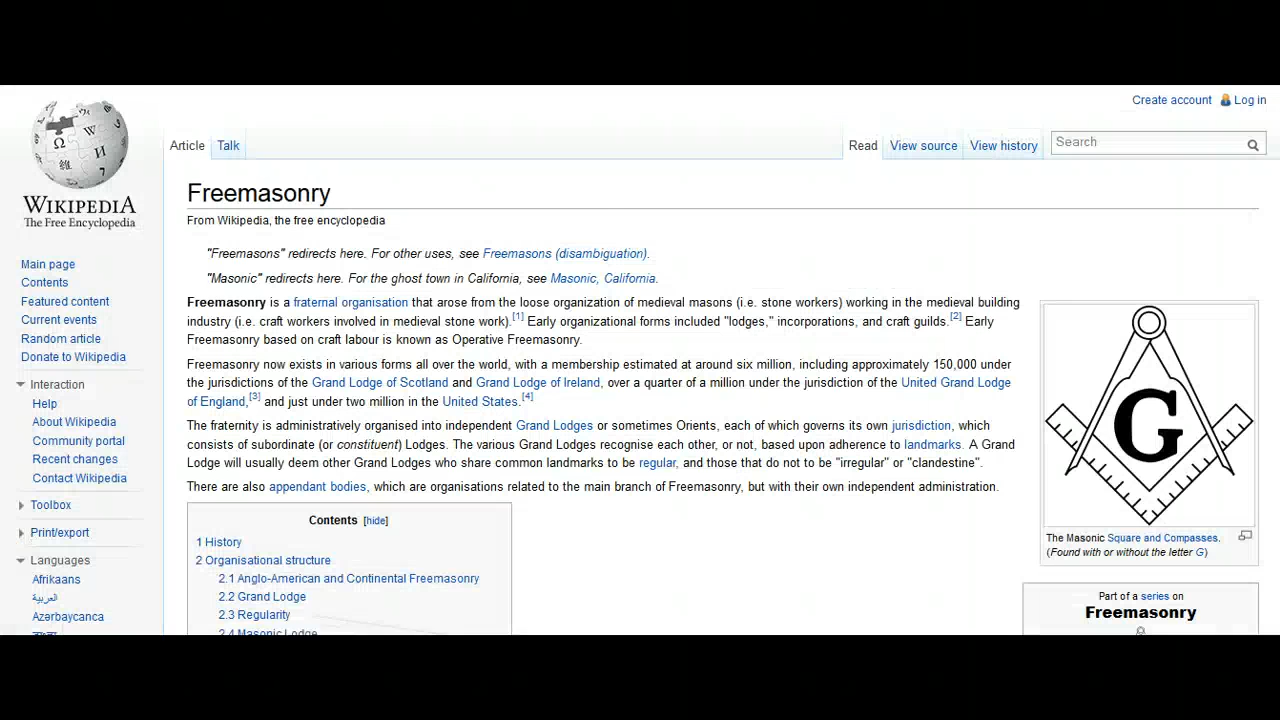 Create account Log in
Article Talk Read View source View history Search
WIKIPEDIA
The Free Encyclopedia
Main page
Contents
Featured content
Current events
Random article
Donate to Wikipedia
Interaction
Help
About Wikipedia
Community portal
Recent changes
Contact Wikipedia
Toolbox
Print/export
Languages
Afrikaans
العربية
Azərbaycanca
Freemasonry
From Wikipedia, the free encyclopedia
"Freemasons" redirects here. For other uses, see Freemasons (disambiguation).
"Masonic" redirects here. For the ghost town in California, see Masonic, California.
Freemasonry is a fraternal organisation that arose from the loose organization of medieval masons (i.e. stone workers) working in the medieval building
industry (i.e. craft workers involved in medieval stone work).[1] Early organizational forms included "lodges," incorporations, and craft guilds.[2] Early
Freemasonry based on craft labour is known as Operative Freemasonry.
Freemasonry now exists in various forms all over the world, with a membership estimated at around six million, including approximately 150,000 under
the jurisdictions of the Grand Lodge of Scotland and Grand Lodge of Ireland, over a quarter of a million under the jurisdiction of the United Grand Lodge
of England,[3] and just under two million in the United States.[4]
The fraternity is administratively organised into independent Grand Lodges or sometimes Orients, each of which governs its own jurisdiction, which
consists of subordinate (or constituent) Lodges. The various Grand Lodges recognise each other, or not, based upon adherence to landmarks. A Grand
Lodge will usually deem other Grand Lodges who share common landmarks to be regular, and those that do not to be "irregular" or "clandestine".
There are also appendant bodies, which are organisations related to the main branch of Freemasonry, but with their own independent administration.
Contents [hide]
1 History
2 Organisational structure
2.1 Anglo-American and Continental Freemasonry
2.2 Grand Lodge
2.3 Regularity
2.4 Masonic Lodge
G
The Masonic Square and Compasses.
(Found with or without the letter G)
Part of a series on
Freemasonry